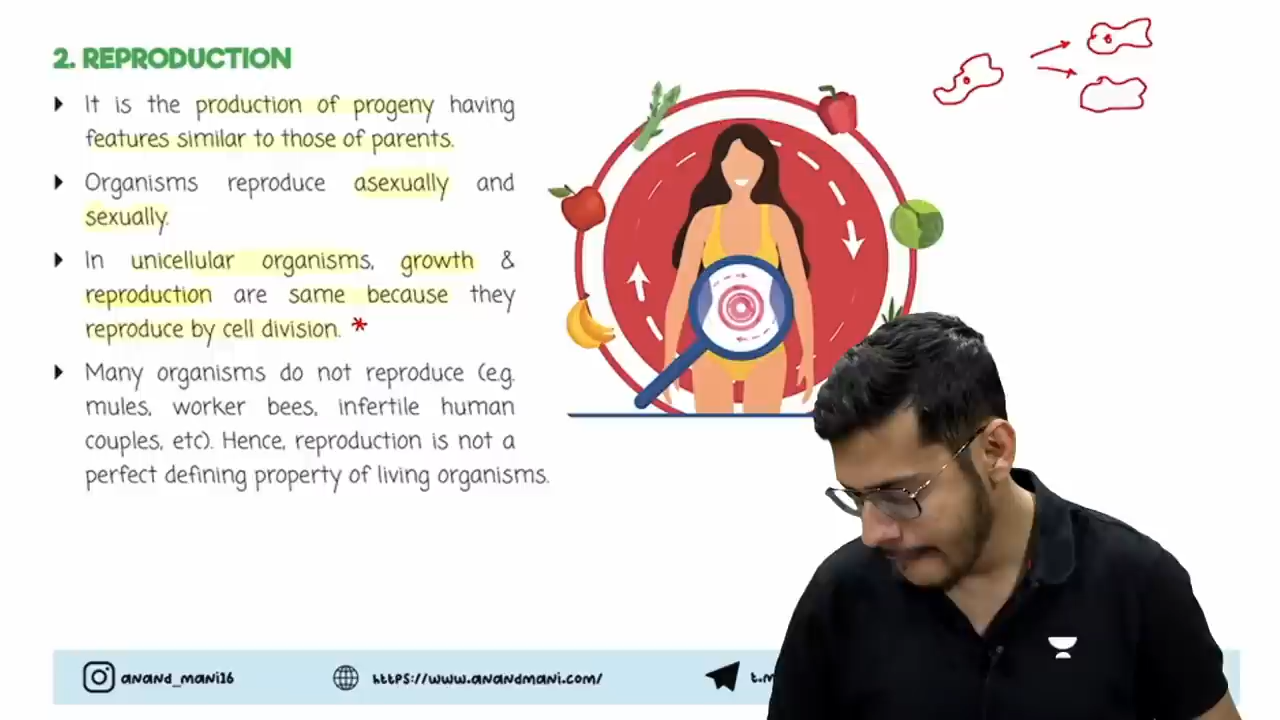 2. REPRODUCTION
It is the production of progeny having
features similar to those of parents.
Organisms reproduce asexually and
sexually.
In unicellular organisms, growth &
reproduction are same because they
reproduce by cell division. *
Many organisms do not reproduce (e.g.
mules, worker bees, infertile human
couples, etc). Hence, reproduction is not a
perfect defining property of living organisms.
anand_mani16
https://www.anandmani.com/